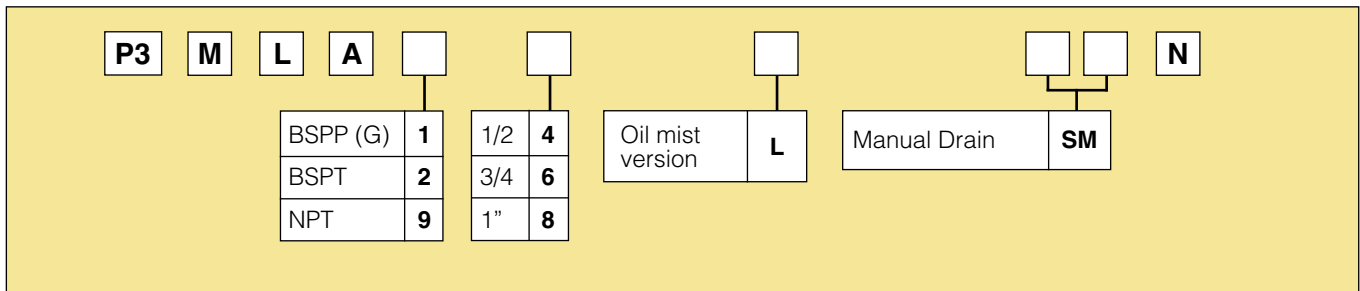 P3 M L A N
BSPP (G) 1 1/2 4 Oil mist L Manual Drain SM
version
BSPT 2 3/4 6
NPT 9 1” 8